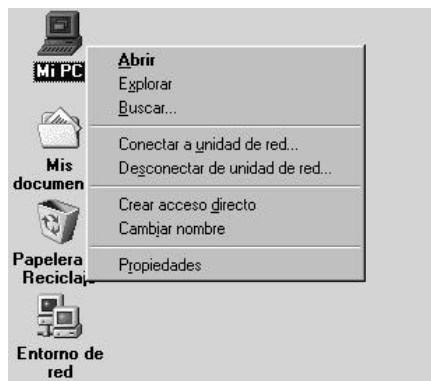 Mi PC
Abrir
Explorar
Buscar...
Conectar a unidad de red...
Desconectar de unidad de red...
Crear acceso directo
Cambiar nombre
Propiedades
Mis
documen
Papelera
Reciclaj
Entorno de
red